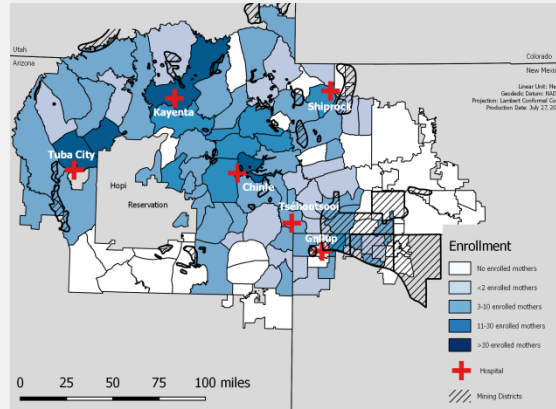 Utah
Arizona
Colorado
New Mexic
Linear Unit: Me
Geodetic Datum: NAD
Projection: Lambert Conformal Co
Production Date: July 27, 20
Kayenta
Shiprock
Tuba City
Hopi
Reservation
Chinle
Tsehootsooi
Gallup
Enrollment
No enrolled mothers
<2 enrolled mothers
3-10 enrolled mothers
11-30 enrolled mothers
>30 enrolled mothers
Hospital
Mining Districts
0 25 50 75 100 miles